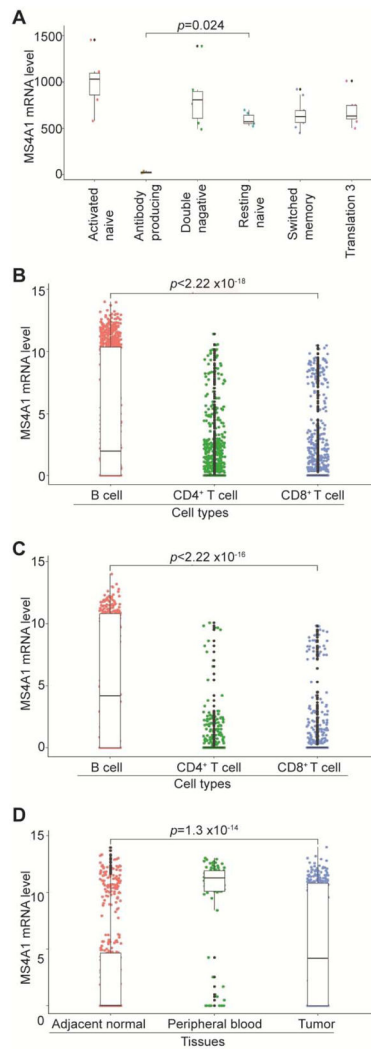 A
p=0.024
MS4A1 mRNA level
1500
1000
500
0
Activated naive
Antibody producing
Double nagative
Resting naive
Switched memory
Translation 3
B
p<2.22 x10-18
MS4A1 mRNA level
15
10
5
0
B cell CD4+ T cell CD8+ T cell
Cell types
C
p<2.22 x10-16
MS4A1 mRNA level
15
10
5
0
B cell CD4+ T cell CD8+ T cell
Cell types
D
p=1.3 x10-14
MS4A1 mRNA level
15
10
5
0
Adjacent normal Peripheral blood Tumor
Tissues